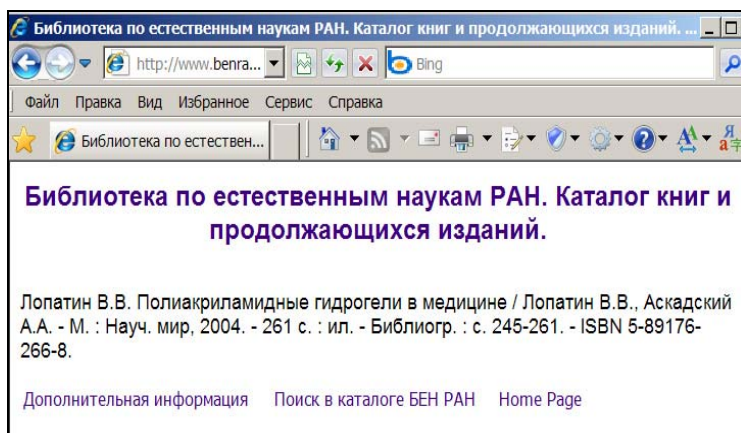 Библиотека по естественным наукам РАН. Каталог книг и продолжающихся изданий. ...
http://www.benra...
Bing
Файл Правка Вид Избранное Сервис Справка
Библиотека по естествен...
Библиотека по естественным наукам РАН. Каталог книг и
продолжающихся изданий.
Лопатин В.В. Полиакриламидные гидрогели в медицине / Лопатин В.В., Аскадский
А.А. - М. : Науч. мир, 2004. - 261 с. : ил. - Библиогр. : с. 245-261. - ISBN 5-89176-
266-8.
Дополнительная информация Поиск в каталоге БЕН РАН Home Page